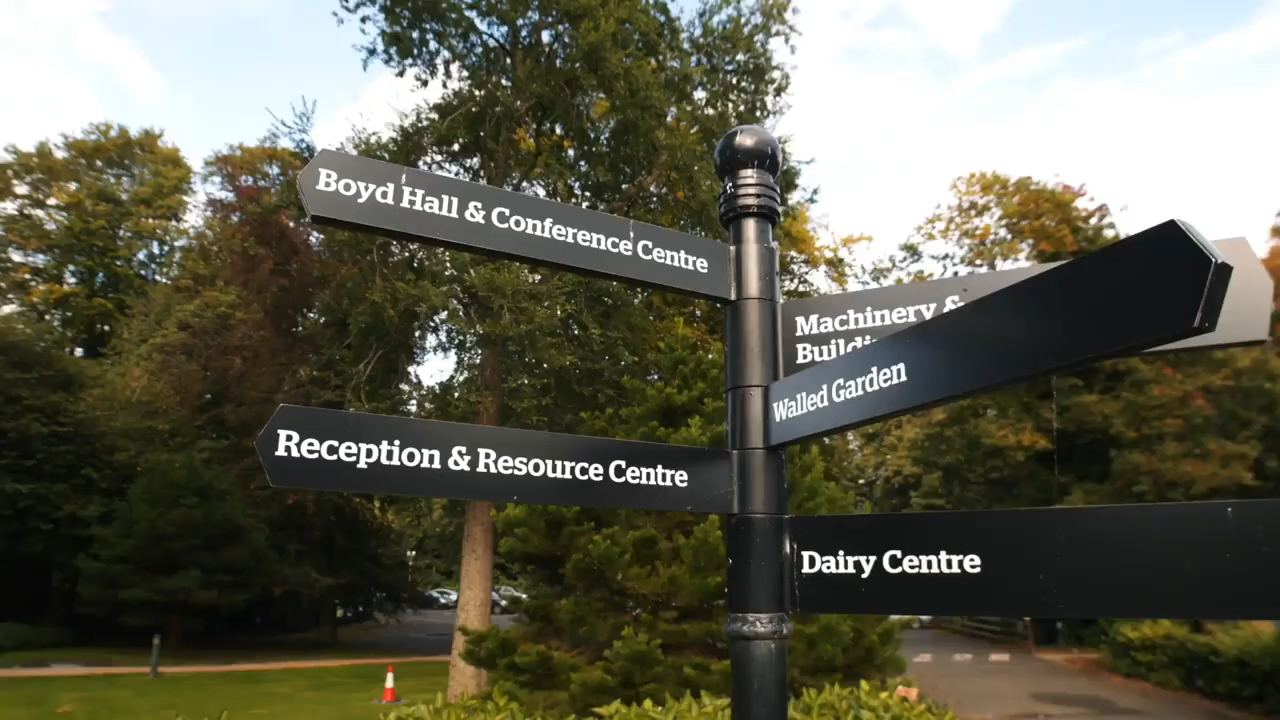 Boyd Hall & Conference Centre
Machinery &
Walled Garden
Reception & Resource Centre
Dairy Centre